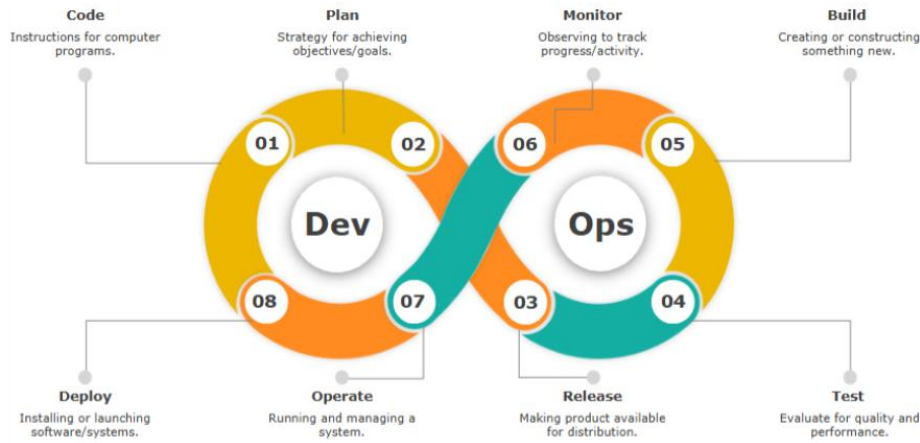 Code
Instructions for computer
programs.
Plan
Strategy for achieving
objectives/goals.
Monitor
Observing to track
progress/activity.
Build
Creating or constructing
something new.
01
02
06
05
Dev
Ops
08
07
03
04
Deploy
Installing or launching
software/systems.
Operate
Running and managing a
system.
Release
Making product available
for distribution.
Test
Evaluate for quality and
performance.